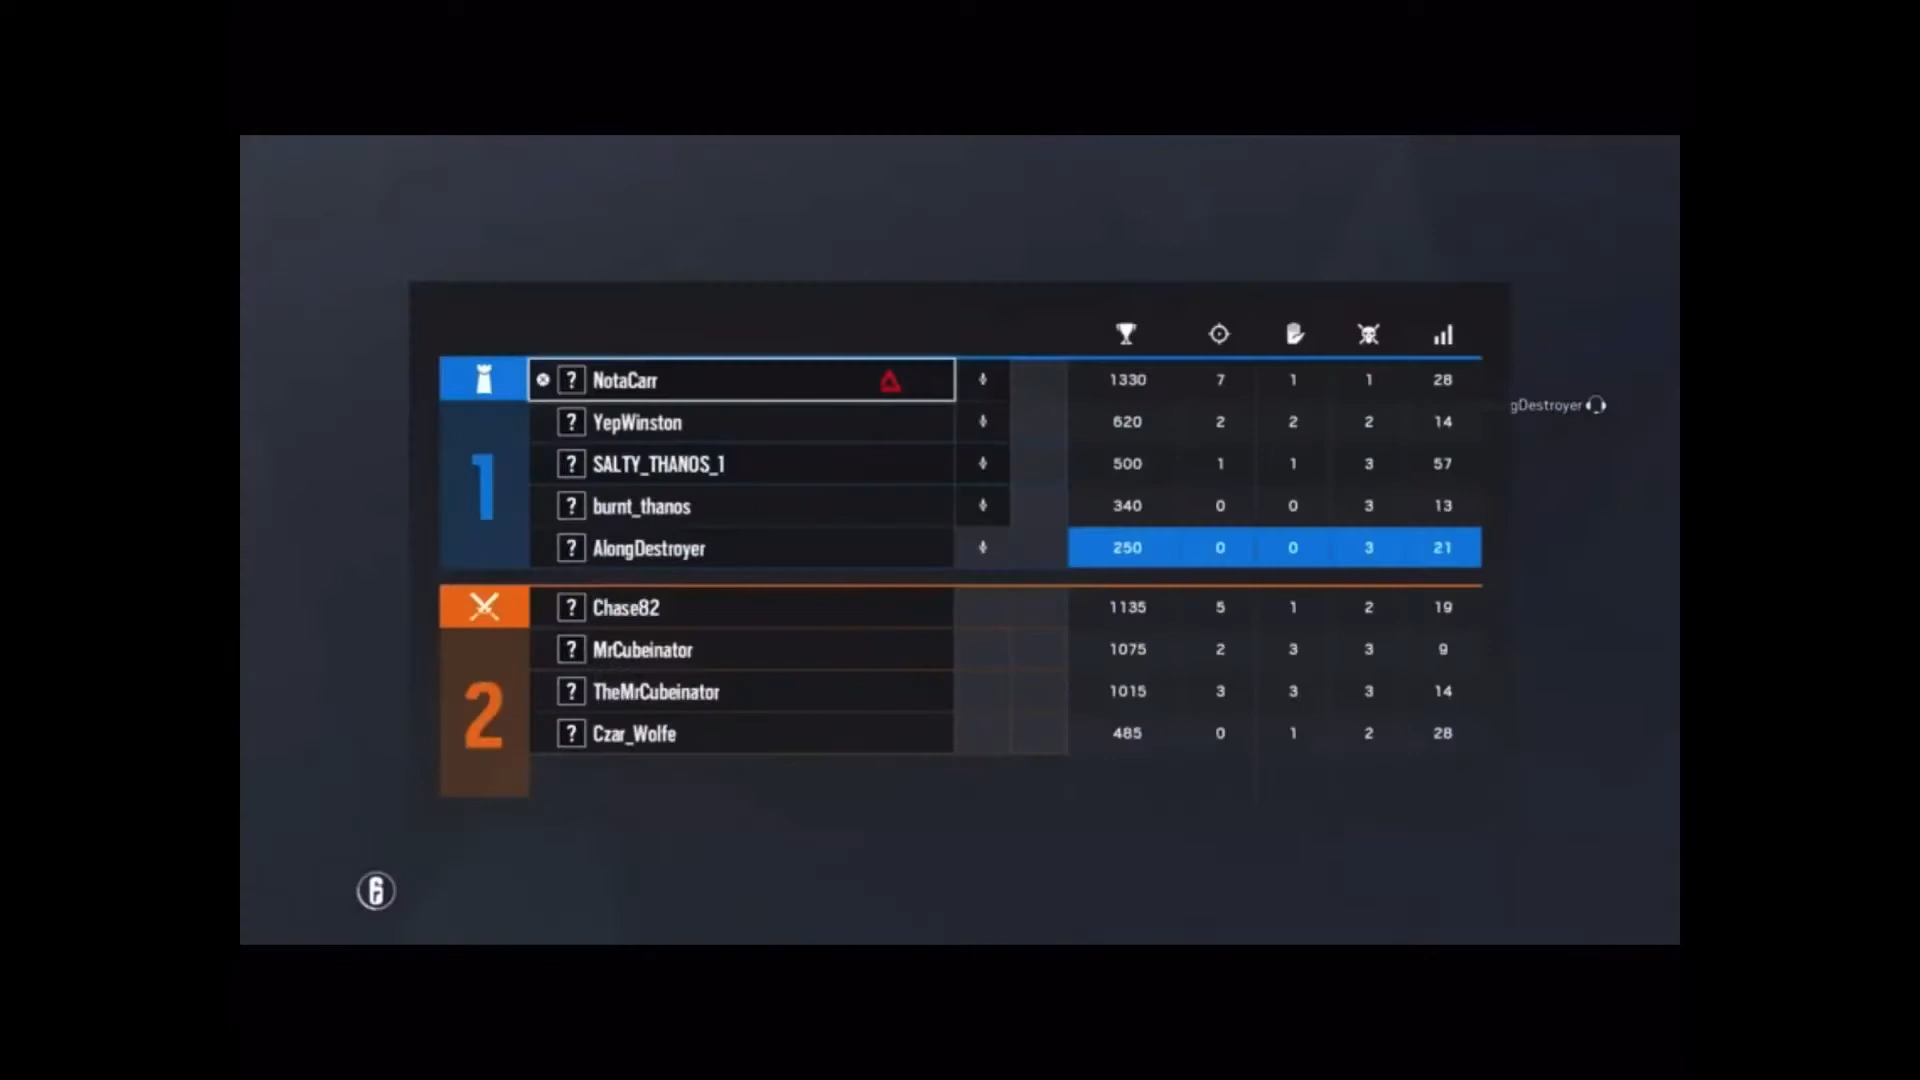 ? NotaCarr 1330 7 1 1 28
gDestroyer
? YepWinston 620 2 2 2 14
1
? SALTY_THANOS_1 500 1 1 3 57
? burnt_thanos 340 0 0 3 13
? AlongDestroyer 250 0 0 3 21
? Chase82 1135 5 1 2 19
? MrCubeinator 1075 2 3 3 9
2
? TheMrCubeinator 1015 3 3 3 14
? Czar_Wolfe 485 0 1 2 28
6